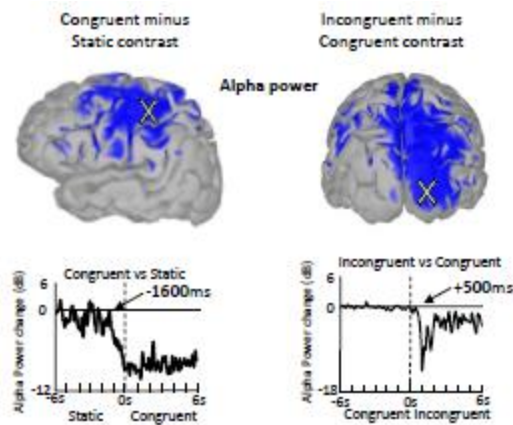 Congruent minus
Static contrast
Incongruent minus
Congruent contrast
Alpha power
X
X
Congruent vs Static
-1600ms
Alpha Power change (dB)
6
0
-12
-6s
0s
6s
Static
Congruent
Incongruent vs Congruent
+500ms
Alpha Power change (dB)
6
0
-18
-6s
0s
6s
Congruent Incongruent